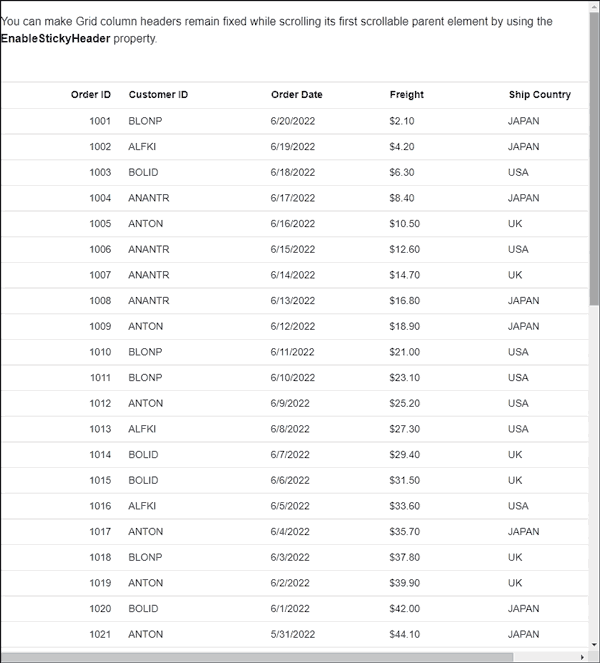 You can make Grid column headers remain fixed while scrolling its first scrollable parent element by using the
EnableStickyHeader property.
Order ID Customer ID Order Date Freight Ship Country
1001 BLONP 6/20/2022 $2.10 JAPAN
1002 ALFKI 6/19/2022 $4.20 JAPAN
1003 BOLID 6/18/2022 $6.30 USA
1004 ANANTR 6/17/2022 $8.40 JAPAN
1005 ANTON 6/16/2022 $10.50 UK
1006 ANANTR 6/15/2022 $12.60 USA
1007 ANANTR 6/14/2022 $14.70 UK
1008 ANANTR 6/13/2022 $16.80 JAPAN
1009 ANTON 6/12/2022 $18.90 JAPAN
1010 BLONP 6/11/2022 $21.00 USA
1011 BLONP 6/10/2022 $23.10 USA
1012 ANTON 6/9/2022 $25.20 USA
1013 ALFKI 6/8/2022 $27.30 USA
1014 BOLID 6/7/2022 $29.40 UK
1015 BOLID 6/6/2022 $31.50 UK
1016 ALFKI 6/5/2022 $33.60 USA
1017 ANTON 6/4/2022 $35.70 JAPAN
1018 BLONP 6/3/2022 $37.80 UK
1019 ANTON 6/2/2022 $39.90 UK
1020 BOLID 6/1/2022 $42.00 JAPAN
1021 ANTON 5/31/2022 $44.10 JAPAN